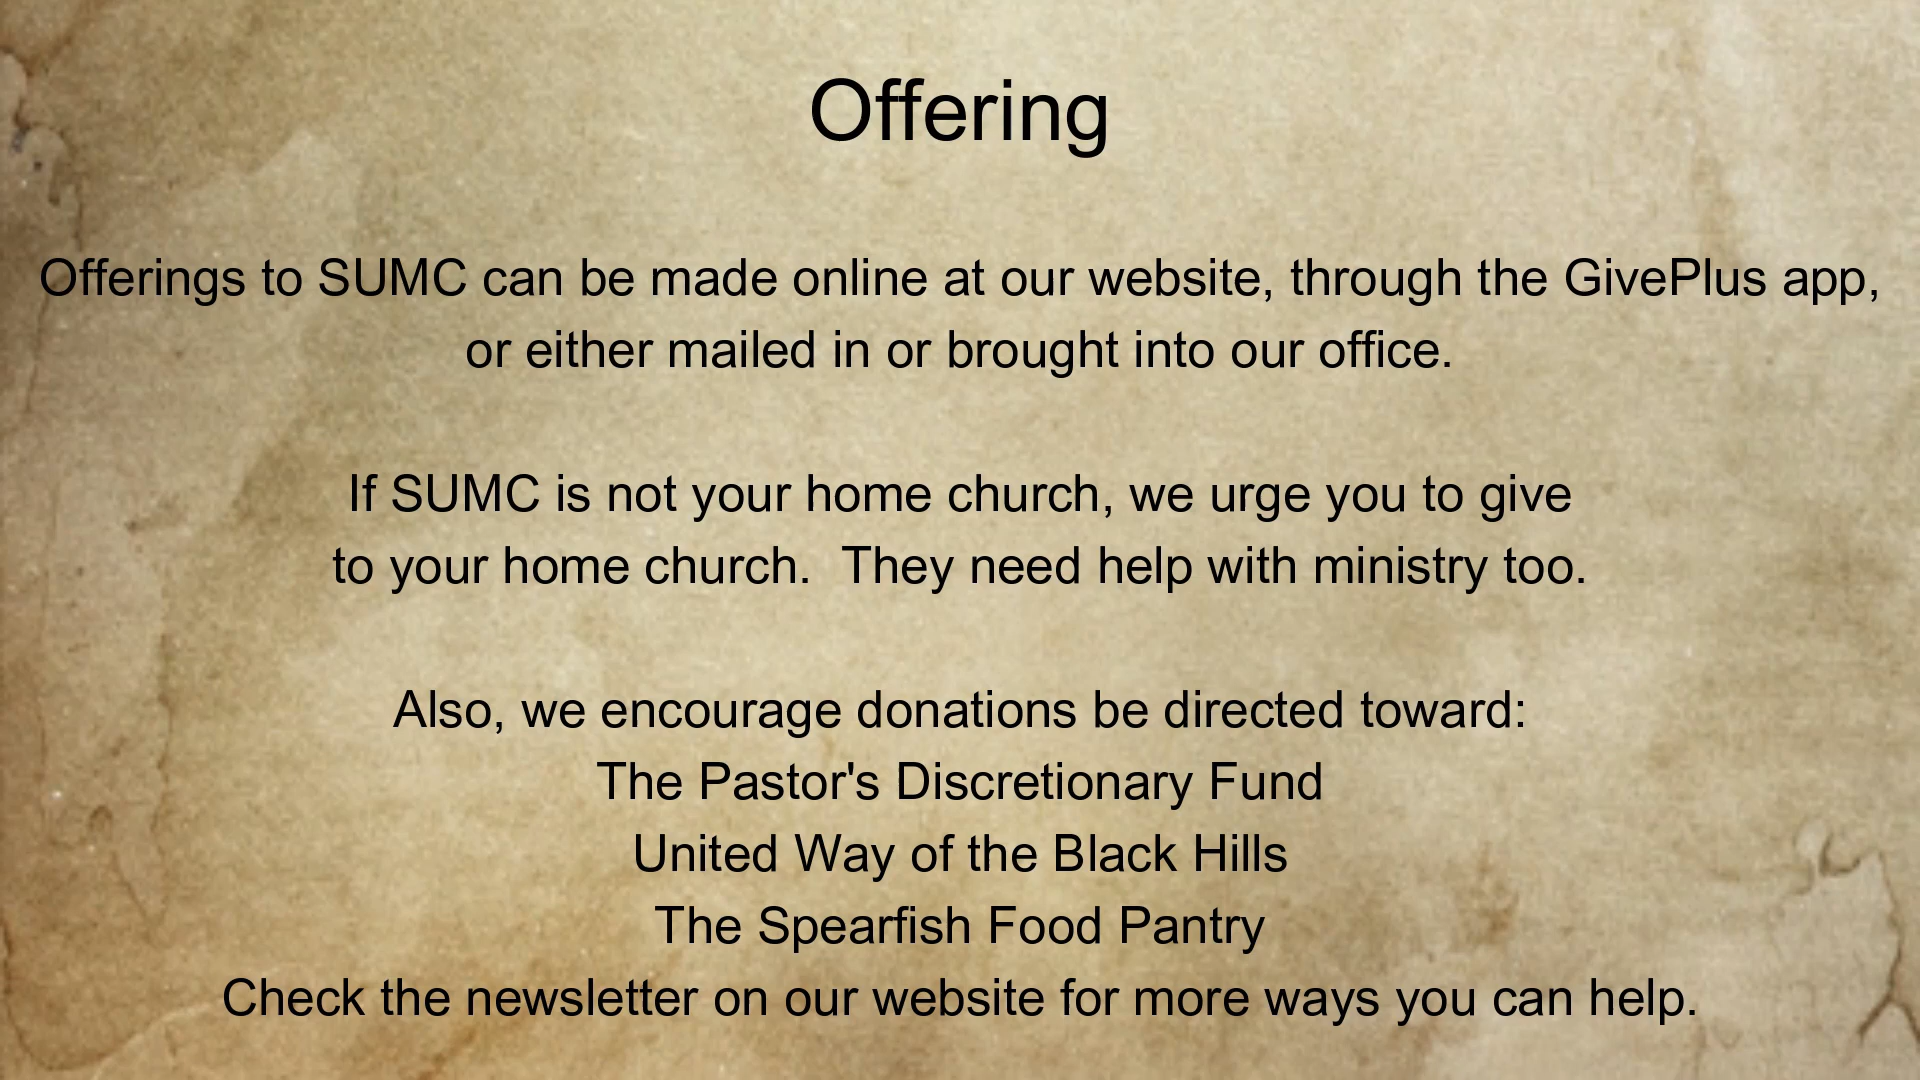 Offering
Offerings to SUMC can be made online at our website, through the GivePlus app,
or either mailed in or brought into our office.
If SUMC is not your home church, we urge you to give
to your home church.  They need help with ministry too.
Also, we encourage donations be directed toward:
The Pastor's Discretionary Fund
United Way of the Black Hills
The Spearfish Food Pantry
Check the newsletter on our website for more ways you can help.